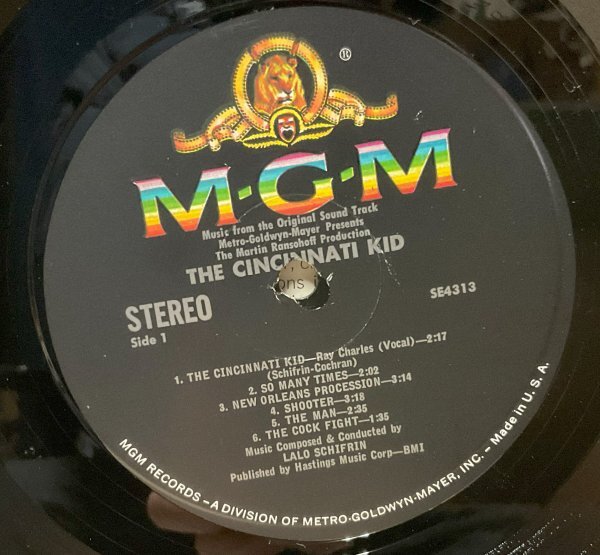 ®
M·G·M
Music from the Original Sound Track
Metro-Goldwyn-Mayer Presents
The Martin Ransohoff Production
THE CINCINNATI KID
ons
STEREO
SE4313
Side 1
1. THE CINCINNATI KID—Ray Charles (Vocal)—2:17
(Schifrin-Cochran)
2. SO MANY TIMES—2:02
3. NEW ORLEANS PROCESSION—3:14
4. SHOOTER—3:18
5. THE MAN—2:35
6. THE COCK FIGHT—1:35
Music Composed & Conducted by
LALO SCHIFRIN
Published by Hastings Music Corp—BMI
MGM RECORDS – A DIVISION OF METRO-GOLDWYN-MAYER, INC. – Made in U.S.A.